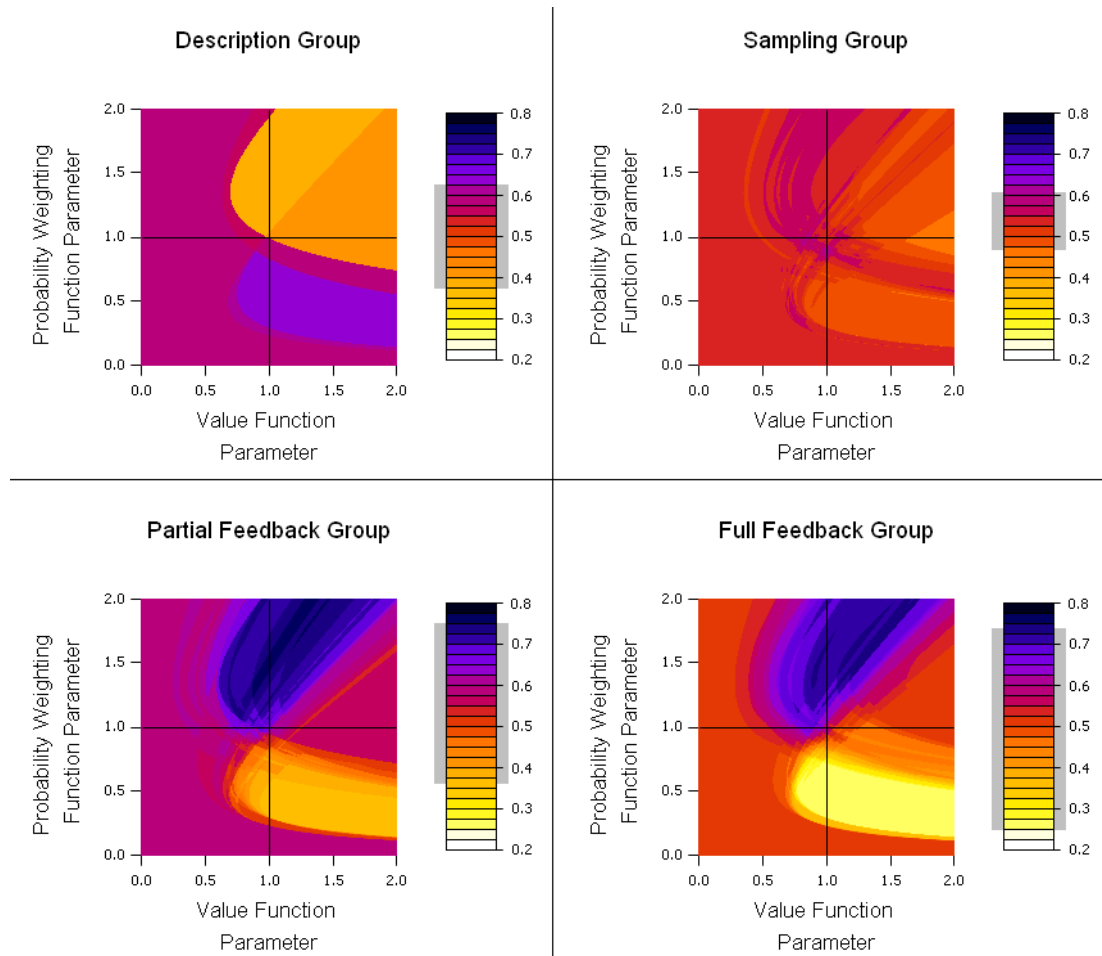 Description Group
Probability Weighting
Function Parameter
2.0
1.5
1.0
0.5
0.0
0.0 0.5 1.0 1.5 2.0
Value Function
Parameter
0.8
0.7
0.6
0.5
0.4
0.3
0.2
Sampling Group
Probability Weighting
Function Parameter
2.0
1.5
1.0
0.5
0.0
0.0 0.5 1.0 1.5 2.0
Value Function
Parameter
0.8
0.7
0.6
0.5
0.4
0.3
0.2
Partial Feedback Group
Probability Weighting
Function Parameter
2.0
1.5
1.0
0.5
0.0
0.0 0.5 1.0 1.5 2.0
Value Function
Parameter
0.8
0.7
0.6
0.5
0.4
0.3
0.2
Full Feedback Group
Probability Weighting
Function Parameter
2.0
1.5
1.0
0.5
0.0
0.0 0.5 1.0 1.5 2.0
Value Function
Parameter
0.8
0.7
0.6
0.5
0.4
0.3
0.2